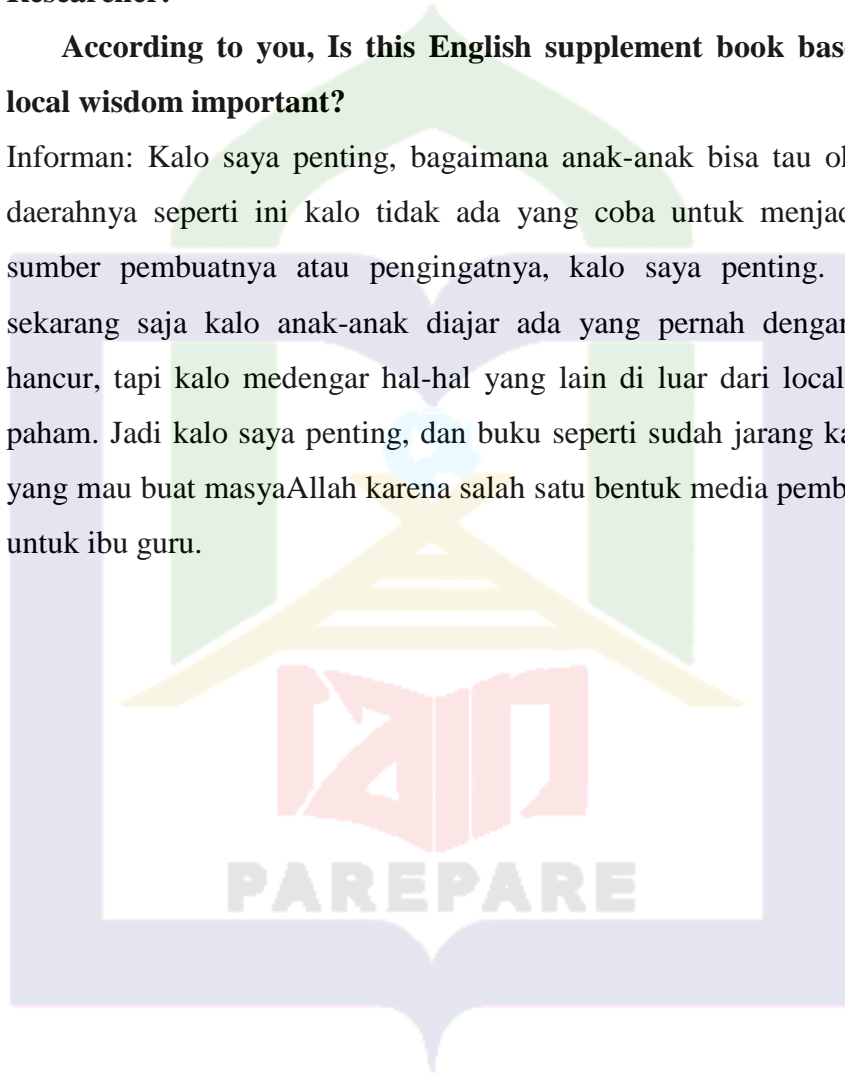 Researcher:
According to you, Is this English supplement book bas
local wisdom important?
Informan: Kalo saya penting, bagaimana anak-anak bisa tau o
daerahnya seperti ini kalo tidak ada yang coba untuk menja
sumber pembuatnya atau pengingatnya, kalo saya penting.
sekarang saja kalo anak-anak diajar ada yang pernah dengar
hancur, tapi kalo medengar hal-hal yang lain di luar dari local
paham. Jadi kalo saya penting, dan buku seperti sudah jarang ka
yang mau buat masyaAllah karena salah satu bentuk media pemb
untuk ibu guru.
iain
PAREPARE